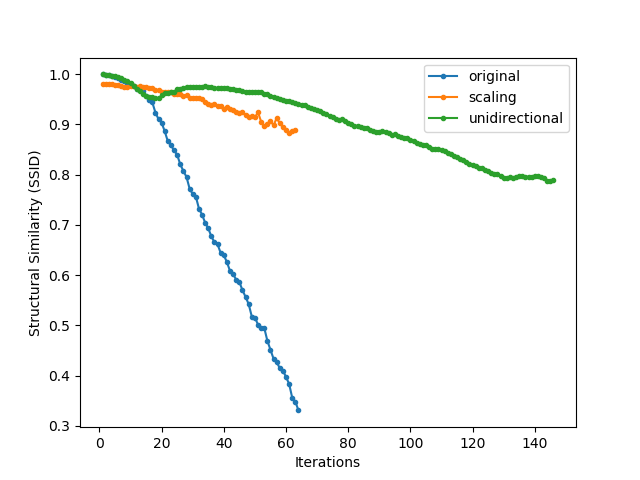 original
scaling
unidirectional
1.0
0.9
0.8
0.7
0.6
0.5
0.4
0.3
Structural Similarity (SSID)
0 20 40 60 80 100 120 140
Iterations